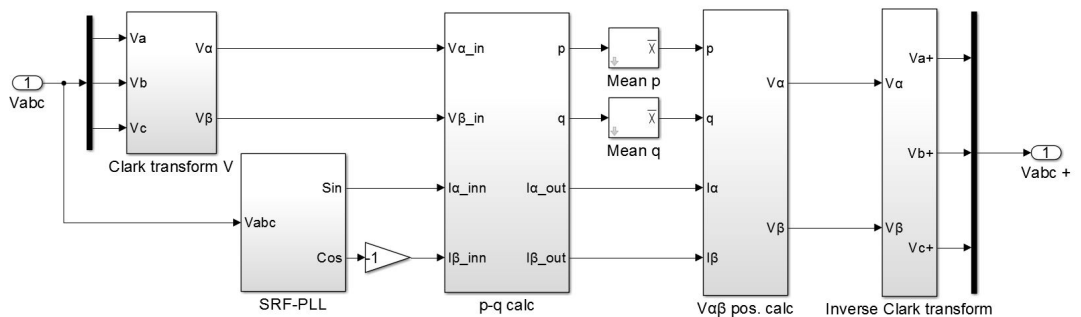 1
Vabc
Va
Vb
Vc
Vα
Vβ
Clark transform V
Vabc
Sin
Cos
SRF-PLL
-1
Vα_in
Vβ_in
Iα_inn
Iβ_inn
p
q
Iα_out
Iβ_out
p-q calc
X
Mean p
X
Mean q
p
q
Iα
Iβ
Vα
Vβ
Vαβ pos. calc
Vα
Vβ
Va+
Vb+
Vc+
Inverse Clark transform
1
Vabc +